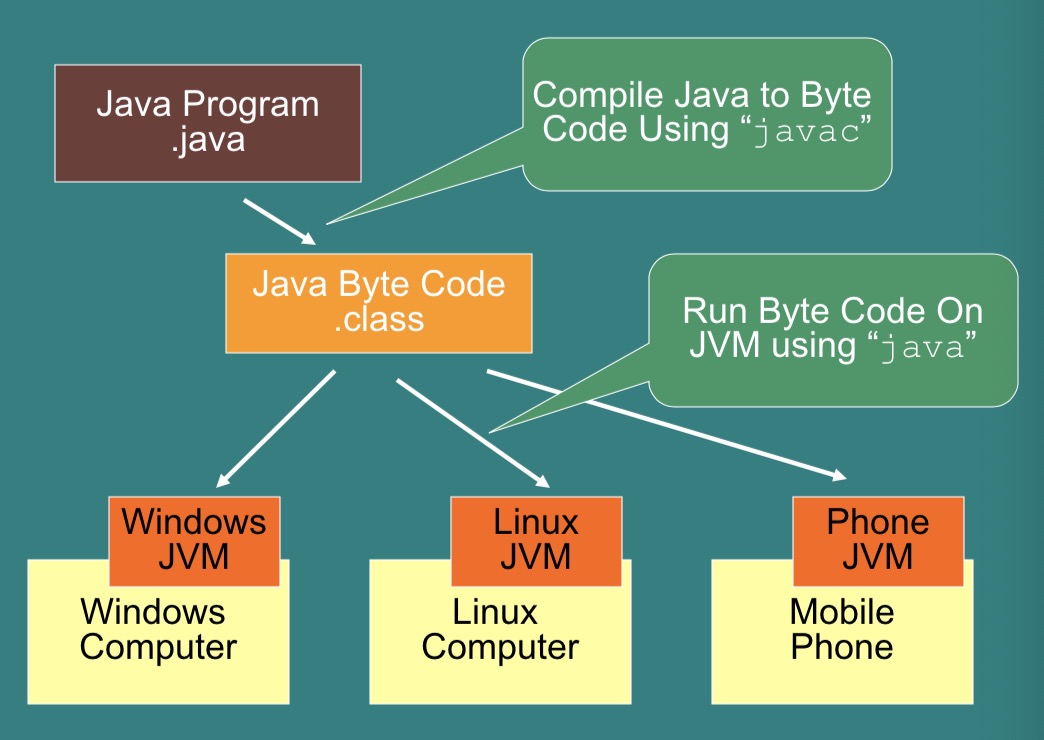 Java Program
.java
Compile Java to Byte
Code Using “javac”
Java Byte Code
.class
Run Byte Code On
JVM using “java”
Windows
JVM
Windows
Computer
Linux
JVM
Linux
Computer
Phone
JVM
Mobile
Phone